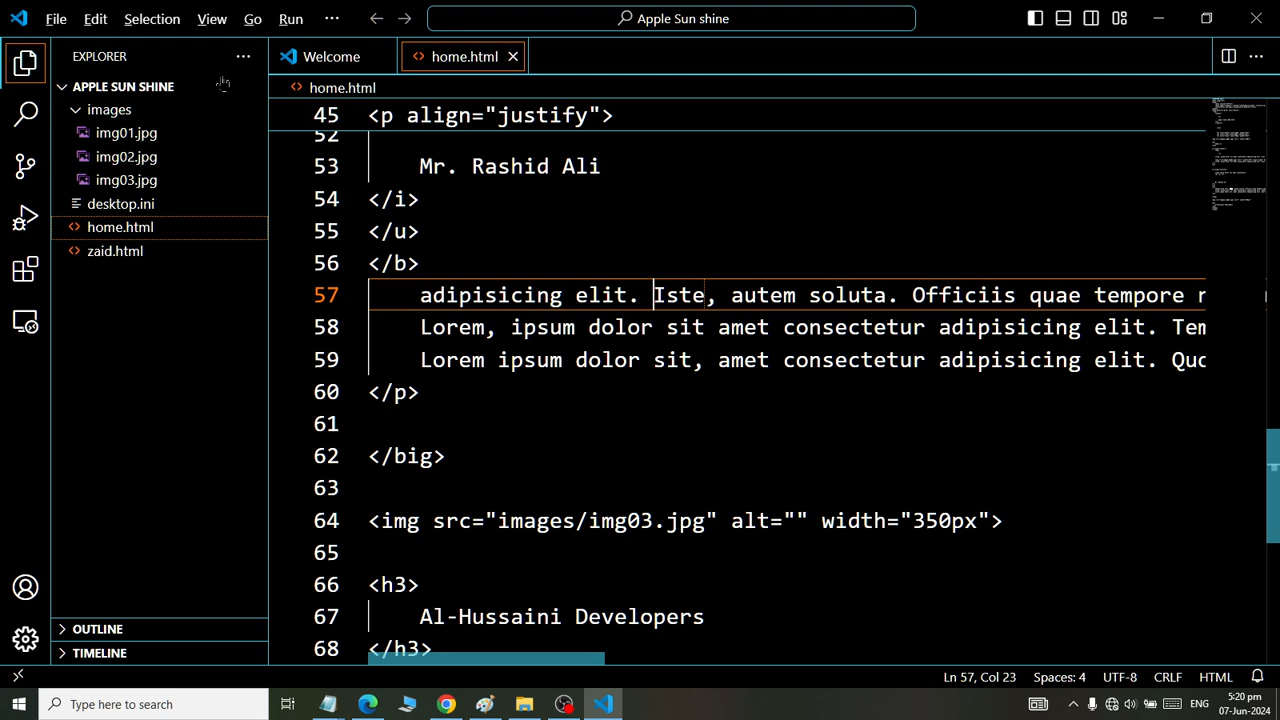 File Edit Selection View Go Run ··· Apple Sun shine
EXPLORER ···
APPLE SUN SHINE
images
img01.jpg
img02.jpg
img03.jpg
desktop.ini
home.html
zaid.html
OUTLINE
TIMELINE
Welcome home.html
home.html
45 <p align="justify">
52
53 Mr. Rashid Ali
54 </i>
55 </u>
56 </b>
57 adipisicing elit. Iste, autem soluta. Officiis quae tempore
58 Lorem, ipsum dolor sit amet consectetur adipisicing elit.
59 Lorem ipsum dolor sit, amet consectetur adipisicing elit.
60 </p>
61
62 </big>
63
64 <img src="images/img03.jpg" alt="" width="350px">
65
66 <h3>
67 Al-Hussaini Developers
68 </h3>
Ln 57, Col 23 Spaces: 4 UTF-8 CRLF HTML
Type here to search
ENG
5:20 pm
07-Jun-2024